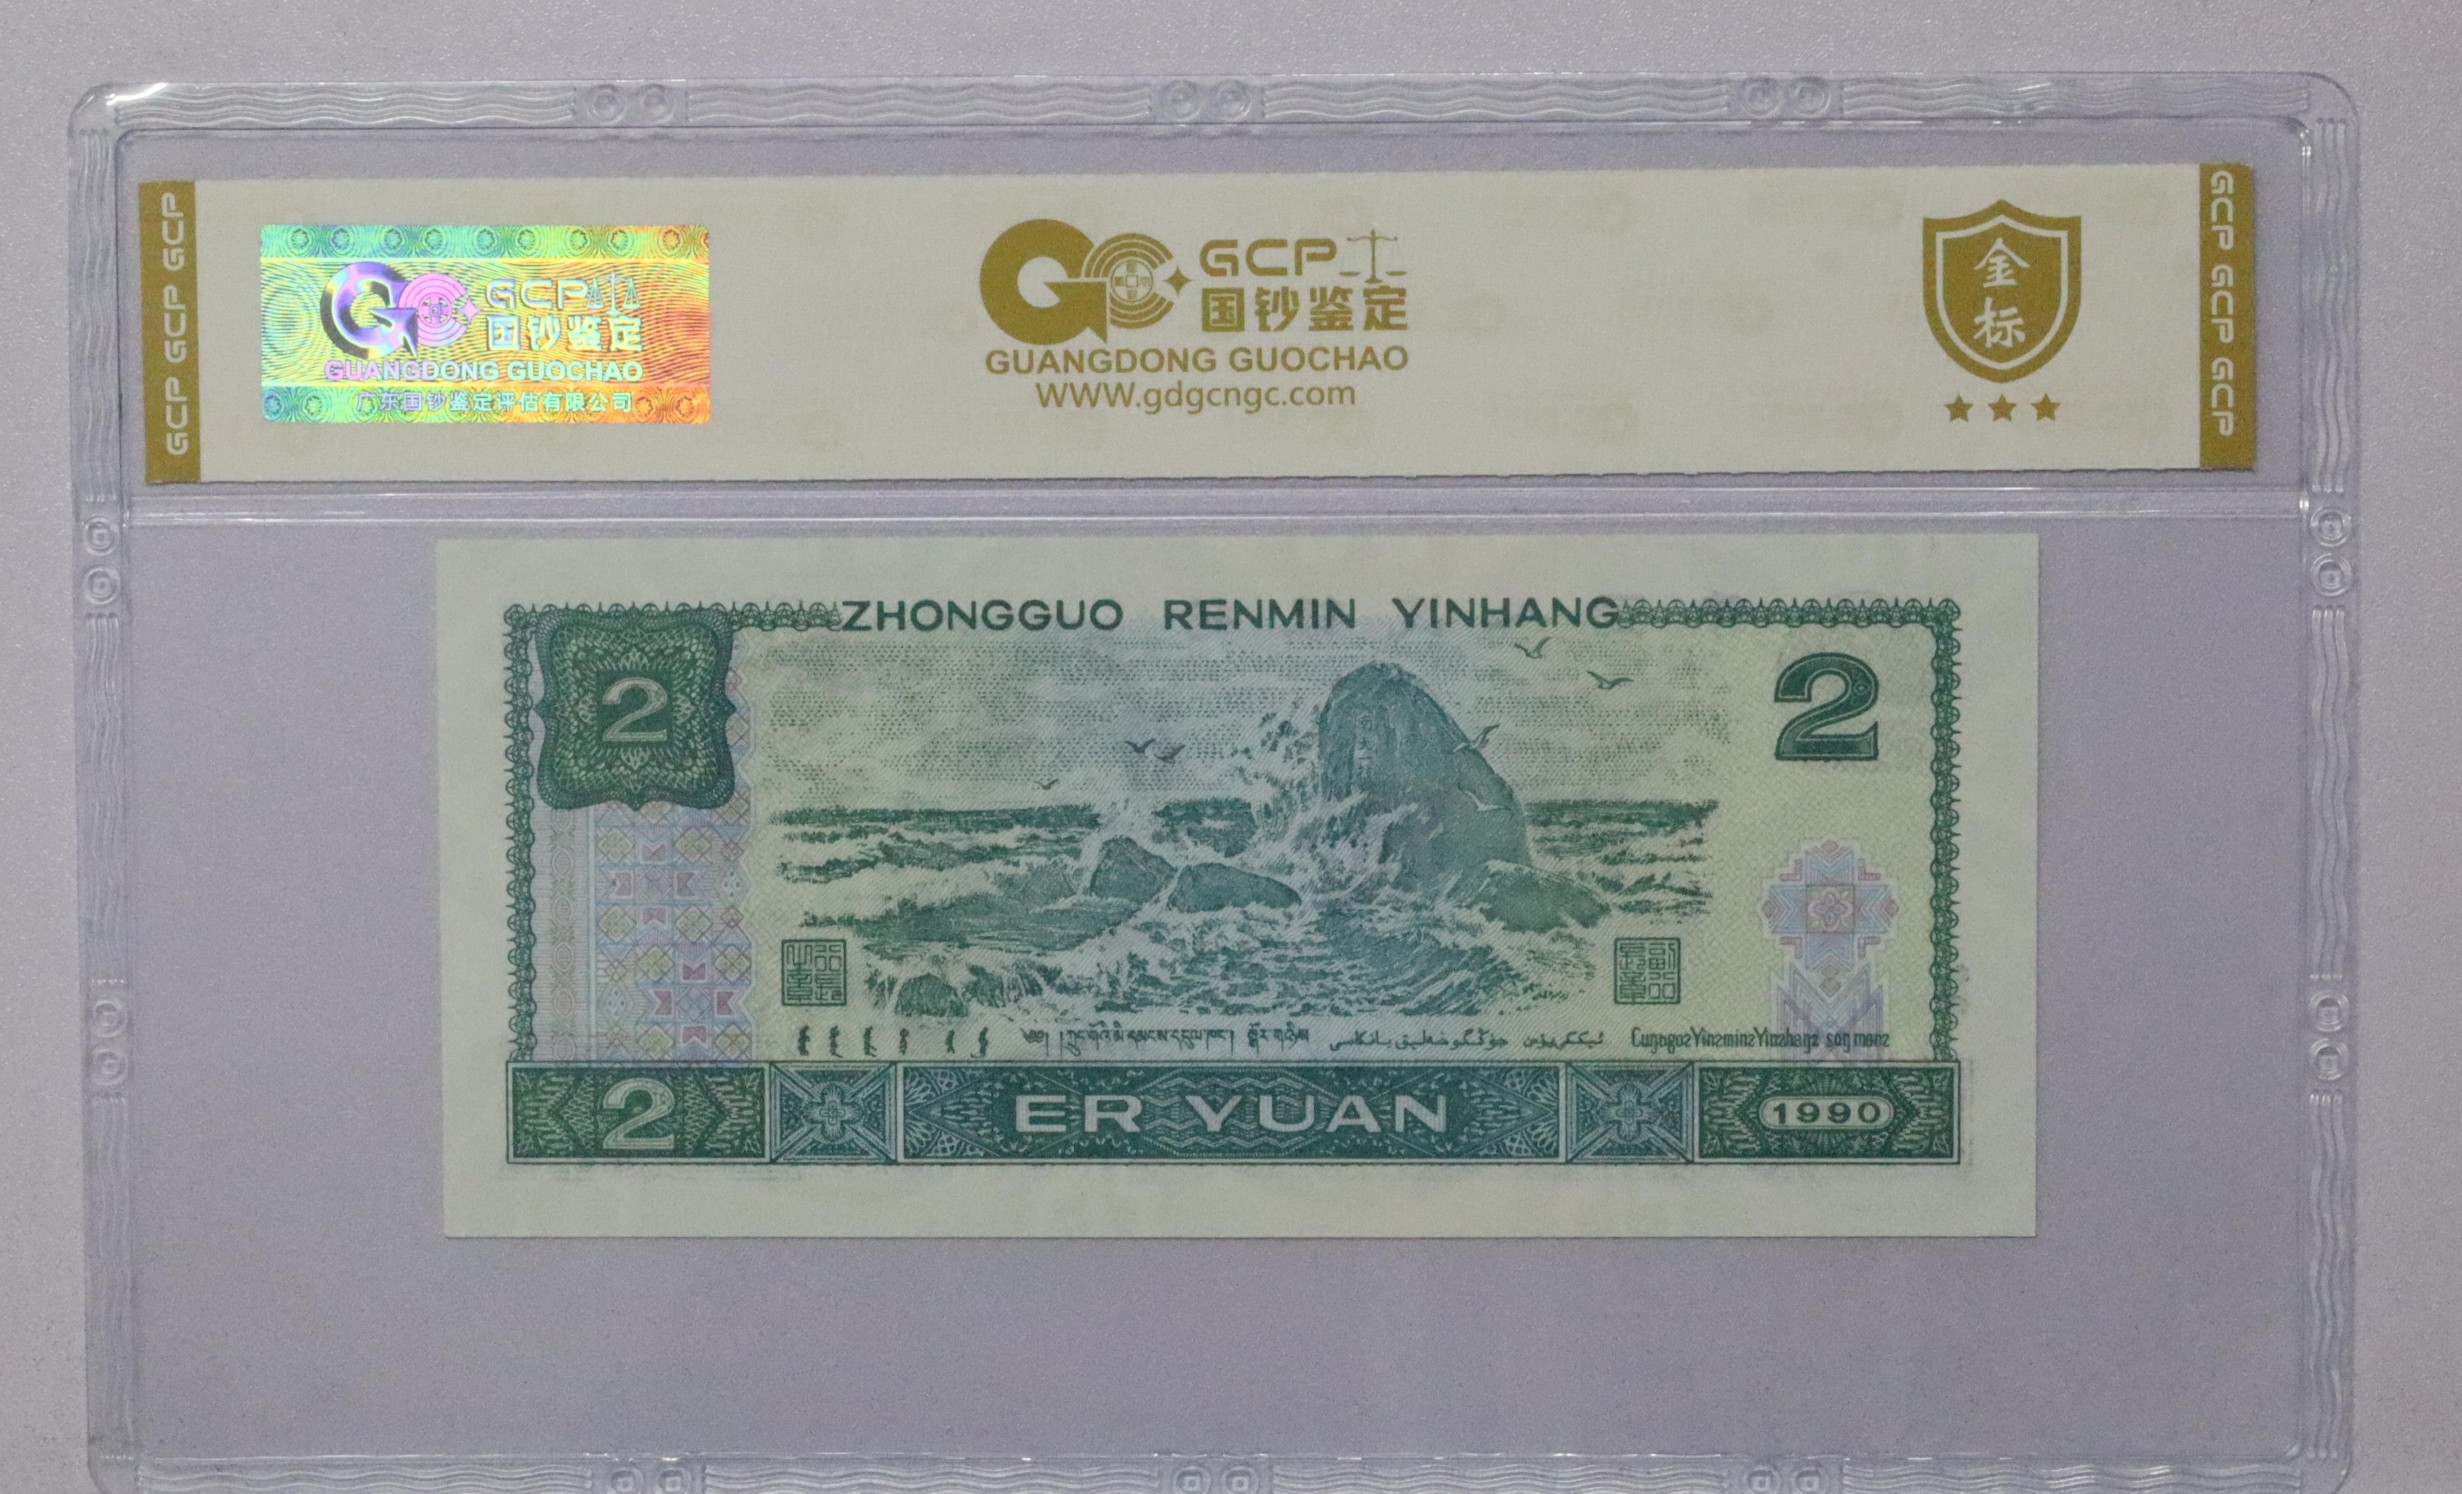 GCP GCP GCP
GCP
国钞鉴定
GUANGDONG GUOCHAO
广东国钞鉴定评估有限公司
GCP
国钞鉴定
GUANGDONG GUOCHAO
WWW.gdgcngc.com
金
标
GCP GCP GCP
ZHONGGUO RENMIN YINHANG
2
2
2
ER YUAN
1990